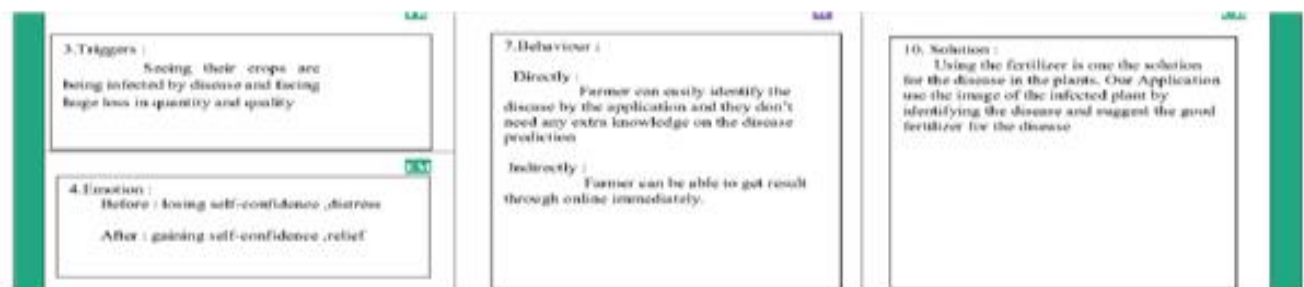 3.Triggers :
Seeing their crops are
being infected by disease and facing
huge loss in quantity and quality
EM
4.Emotion :
Before : losing self-confidence ,distress
After : gaining self-confidence ,relief
7.Behaviour :
Directly :
Farmer can easily identify the
disease by the application and they don't
need any extra knowledge on the disease
prediction
Indirectly :
Farmer can be able to get result
through online immediately.
10. Solution :
Using the fertilizer is one the solution
for the disease in the plants. Our Application
use the image of the infected plant by
identifying the disease and suggest the good
fertilizer for the disease